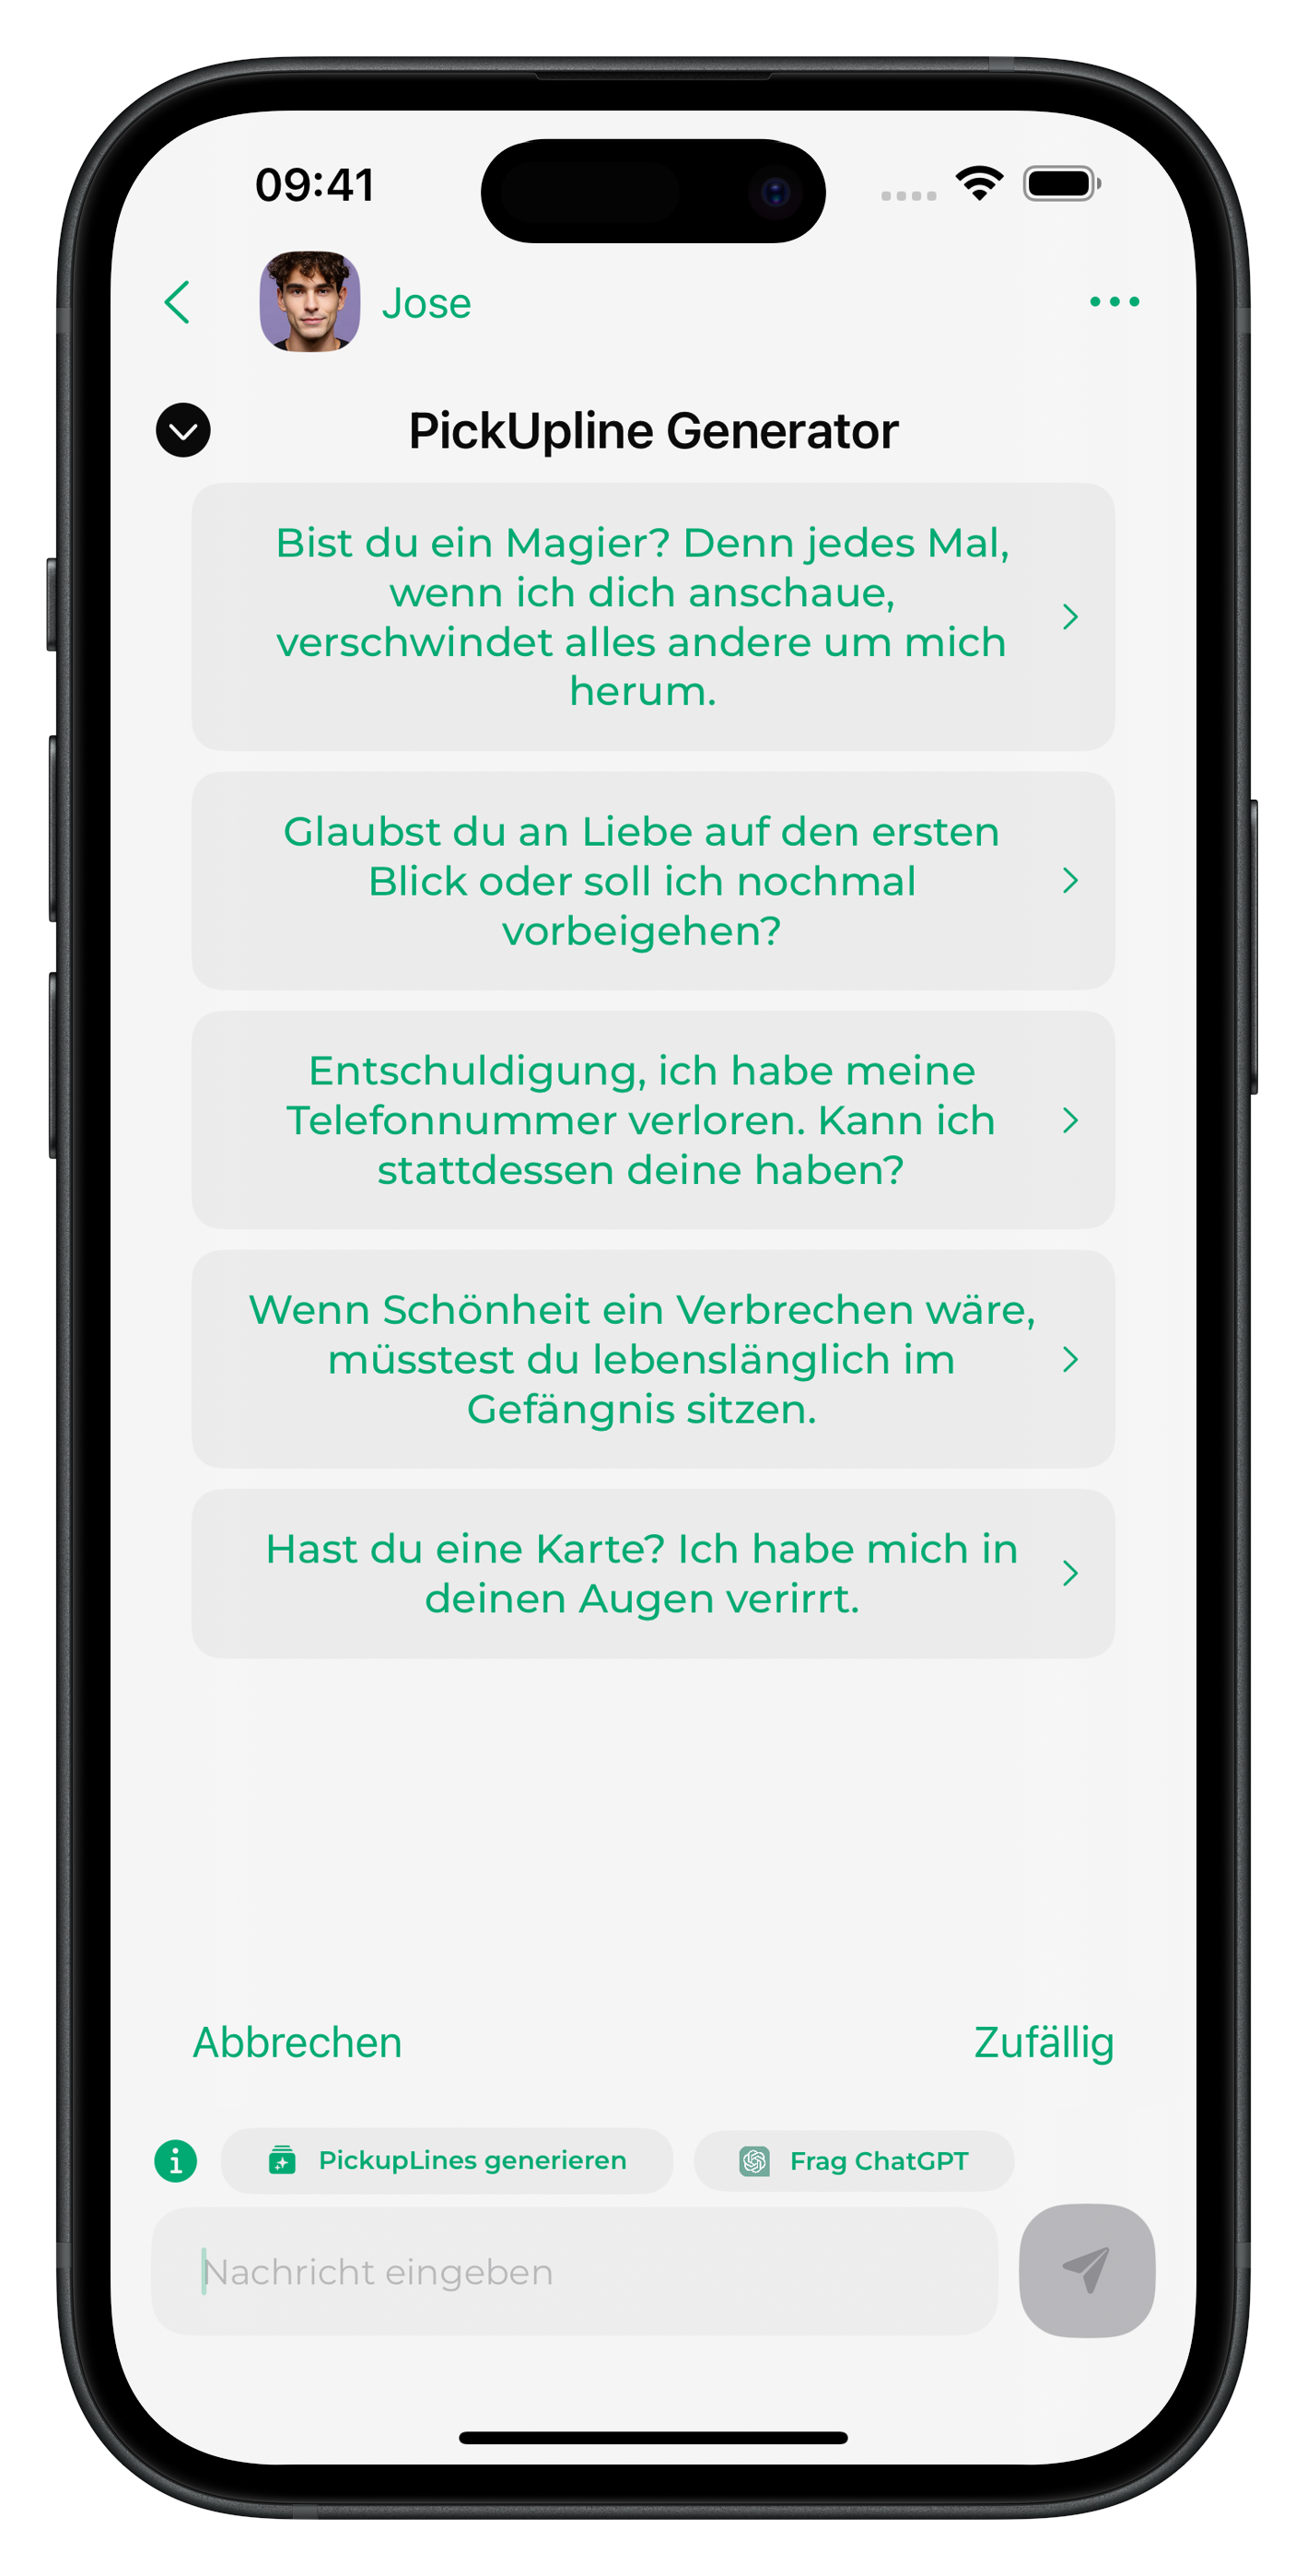 09:41
Jose
PickUpline Generator
Bist du ein Magier? Denn jedes Mal,
wenn ich dich anschaue,
verschwindet alles andere um mich
herum.
Glaubst du an Liebe auf den ersten
Blick oder soll ich nochmal
vorbeigehen?
Entschuldigung, ich habe meine
Telefonnummer verloren. Kann ich
stattdessen deine haben?
Wenn Schönheit ein Verbrechen wäre,
müsstest du lebenslänglich im
Gefängnis sitzen.
Hast du eine Karte? Ich habe mich in
deinen Augen verirrt.
Abbrechen Zufällig
PickupLines generieren Frag ChatGPT
Nachricht eingeben